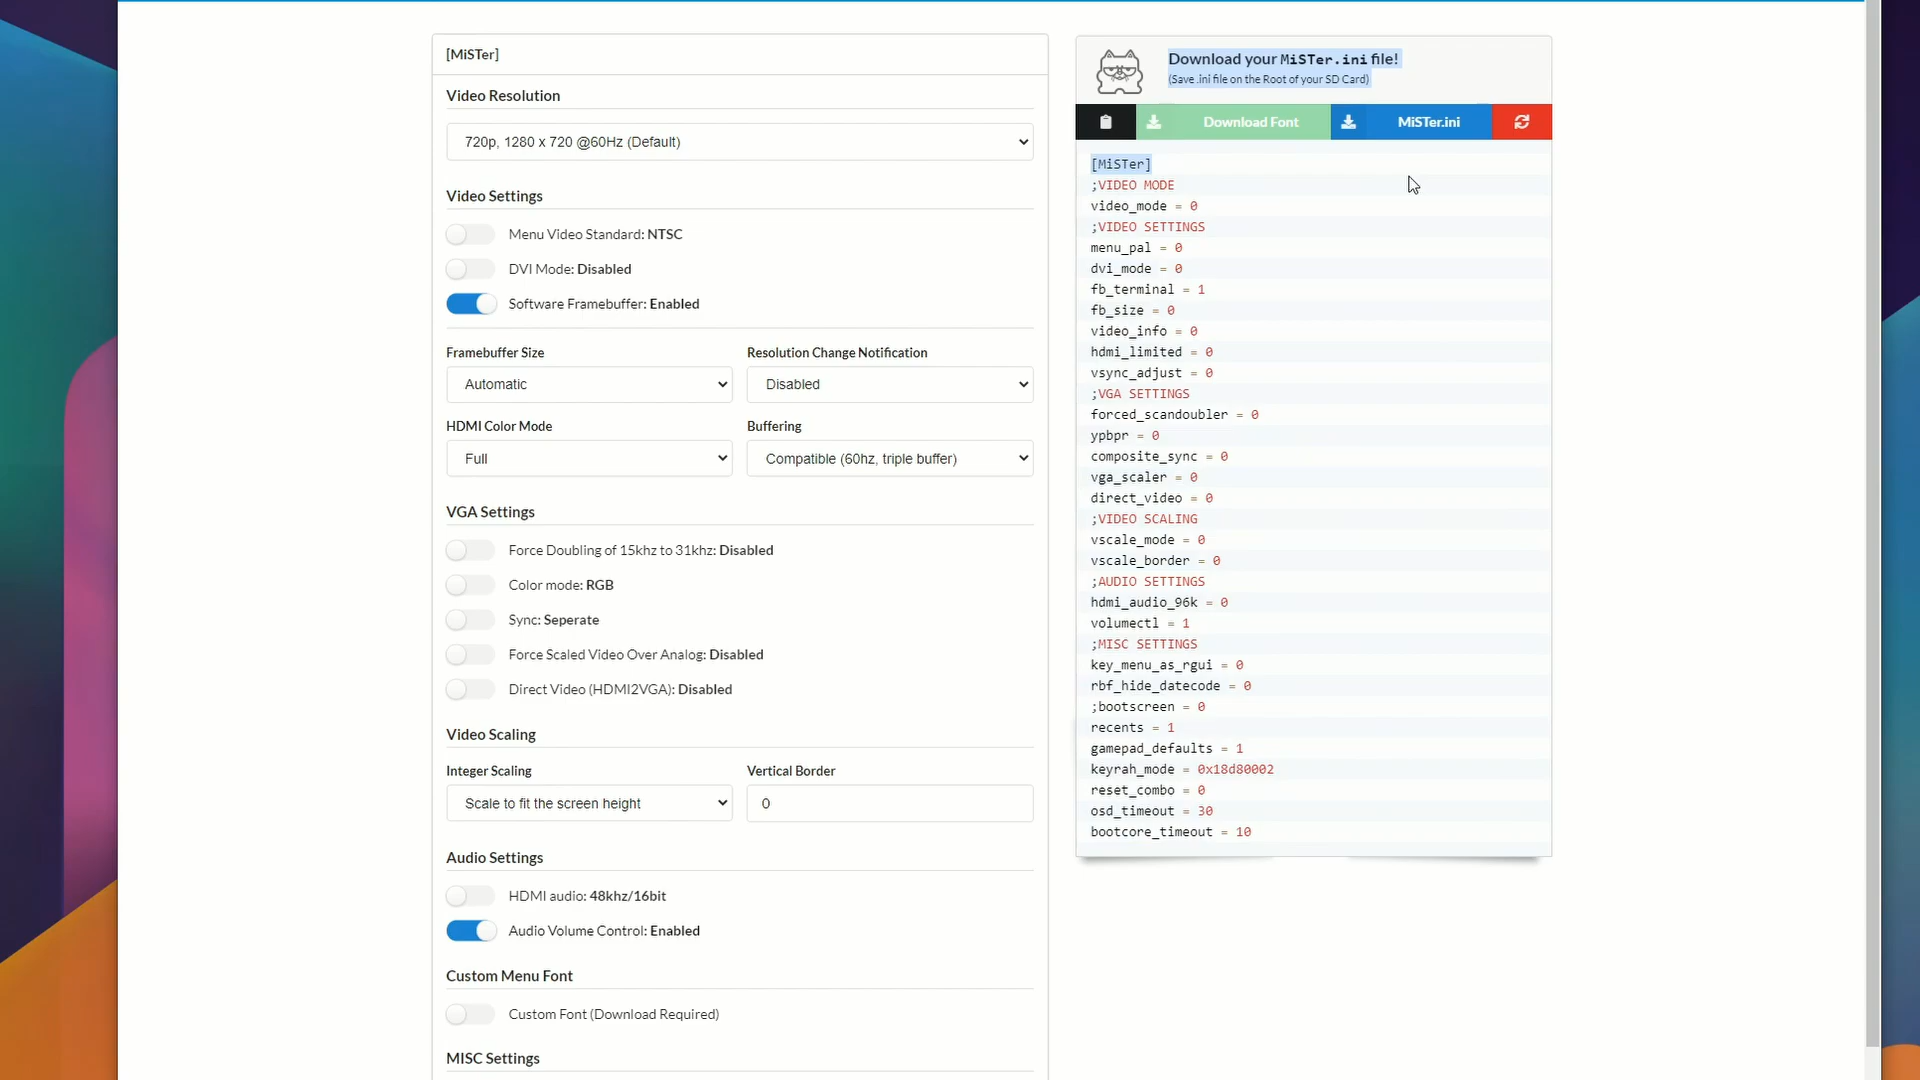 [MiSTer]
Video Resolution
720p, 1280 x 720 @60Hz (Default)
Video Settings
Menu Video Standard: NTSC
DVI Mode: Disabled
Software Framebuffer: Enabled
Framebuffer Size
Resolution Change Notification
Automatic
Disabled
HDMI Color Mode
Buffering
Full
Compatible (60hz, triple buffer)
VGA Settings
Force Doubling of 15khz to 31khz: Disabled
Color mode: RGB
Sync: Seperate
Force Scaled Video Over Analog: Disabled
Direct Video (HDMI2VGA): Disabled
Video Scaling
Integer Scaling
Vertical Border
Scale to fit the screen height
0
Audio Settings
HDMI audio: 48khz/16bit
Audio Volume Control: Enabled
Custom Menu Font
Custom Font (Download Required)
MISC Settings
Download your MiSTer.ini file!
(Save .ini file on the Root of your SD Card)
Download Font
MiSTer.ini
[MiSTer]
;VIDEO MODE
video_mode = 0
;VIDEO SETTINGS
menu_pal = 0
dvi_mode = 0
fb_terminal = 1
fb_size = 0
video_info = 0
hdmi_limited = 0
vsync_adjust = 0
;VGA SETTINGS
forced_scandoubler = 0
ypbpr = 0
composite_sync = 0
vga_scaler = 0
direct_video = 0
;VIDEO SCALING
vscale_mode = 0
vscale_border = 0
;AUDIO SETTINGS
hdmi_audio_96k = 0
volumectl = 1
;MISC SETTINGS
key_menu_as_rgui = 0
rbf_hide_datecode = 0
;bootscreen = 0
recents = 1
gamepad_defaults = 1
keyrah_mode = 0x18d80002
reset_combo = 0
osd_timeout = 30
bootcore_timeout = 10